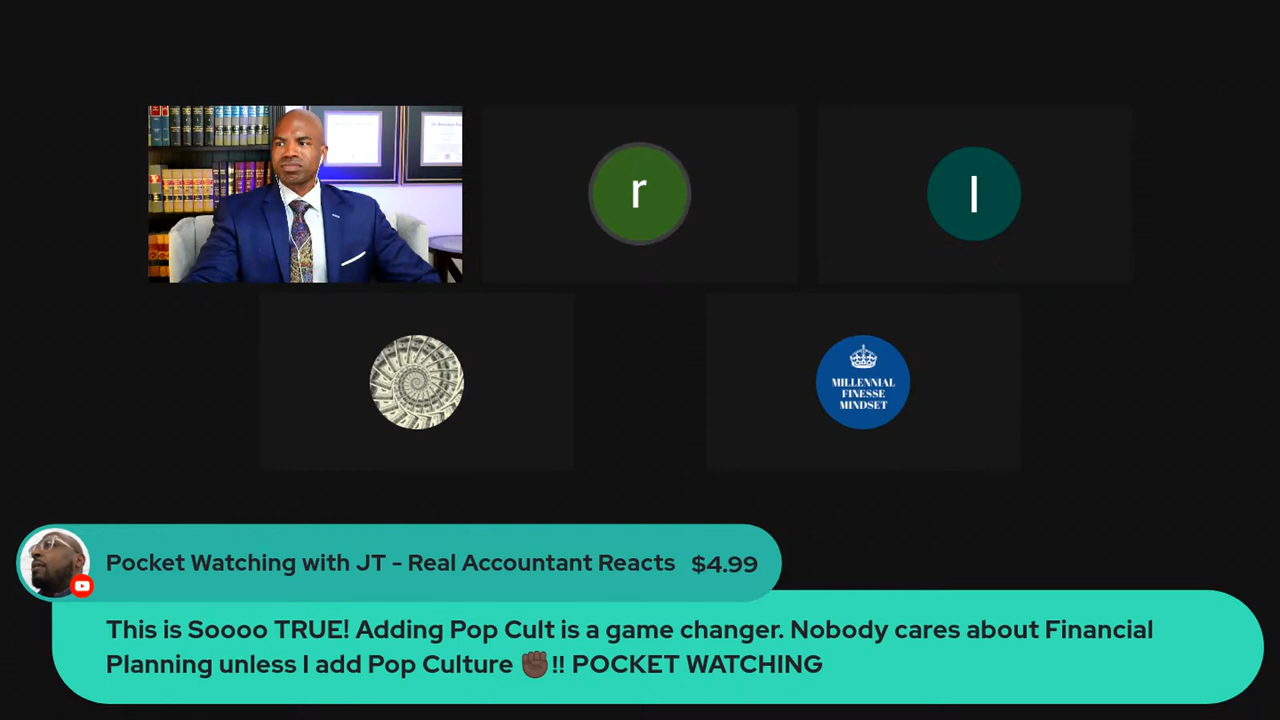 r
l
MILLENNIAL
FINESSE
MINDSET
Pocket Watching with JT - Real Accountant Reacts $4.99
This is Soooo TRUE! Adding Pop Cult is a game changer. Nobody cares about Financial
Planning unless I add Pop Culture ✊🏿!! POCKET WATCHING